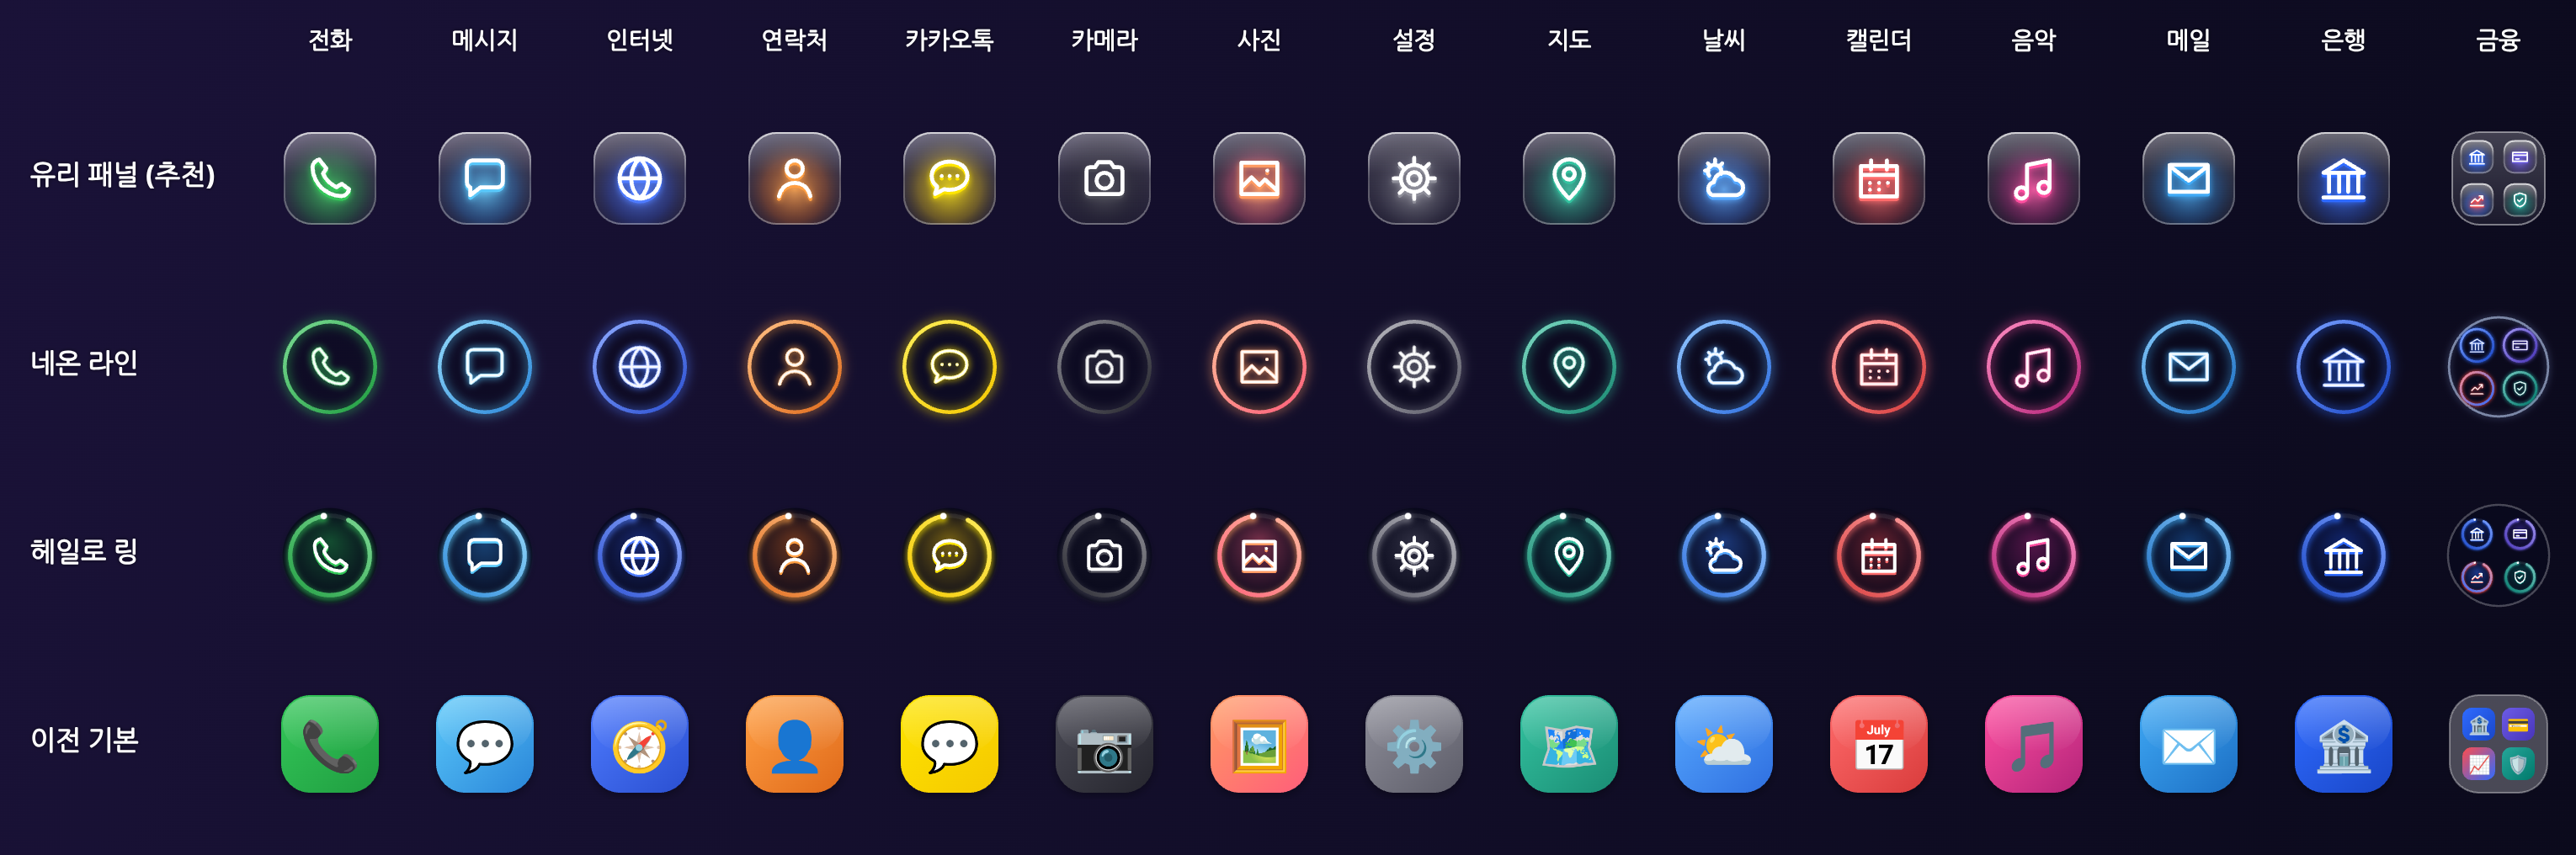 전화 메시지 인터넷 연락처 카카오톡 카메라 사진 설정 지도 날씨 캘린더 음악 메일 은행 금융
유리 패널 (추천)
네온 라인
헤일로 링
이전 기본
July
17